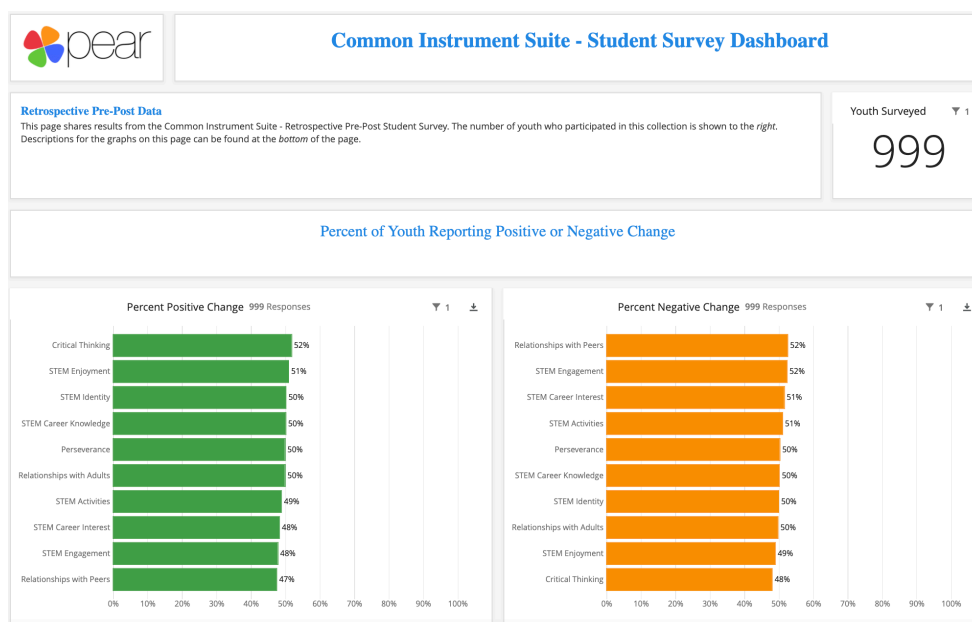 pear
Common Instrument Suite - Student Survey Dashboard
Retrospective Pre-Post Data
This page shares results from the Common Instrument Suite - Retrospective Pre-Post Student Survey. The number of youth who participated in this collection is shown to the right.
Descriptions for the graphs on this page can be found at the bottom of the page.
Youth Surveyed 1
999
Percent of Youth Reporting Positive or Negative Change
Percent Positive Change 999 Responses 1
Critical Thinking 52%
STEM Enjoyment 51%
STEM Identity 50%
STEM Career Knowledge 50%
Perseverance 50%
Relationships with Adults 50%
STEM Activities 49%
STEM Career Interest 48%
STEM Engagement 48%
Relationships with Peers 47%
0% 10% 20% 30% 40% 50% 60% 70% 80% 90% 100%
Percent Negative Change 999 Responses 1
Relationships with Peers 52%
STEM Engagement 52%
STEM Career Interest 51%
STEM Activities 51%
Perseverance 50%
STEM Career Knowledge 50%
STEM Identity 50%
Relationships with Adults 50%
STEM Enjoyment 49%
Critical Thinking 48%
0% 10% 20% 30% 40% 50% 60% 70% 80% 90% 100%